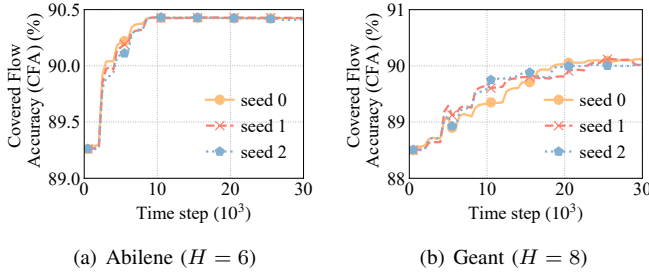 Covered Flow
Accuracy (CFA) (%)
90.5
90.0
89.5
89.0
seed 0
seed 1
seed 2
0 10 20 30
Time step (10³)
(a) Abilene (H = 6)
Covered Flow
Accuracy (CFA) (%)
91
90
89
88
seed 0
seed 1
seed 2
0 10 20 30
Time step (10³)
(b) Geant (H = 8)